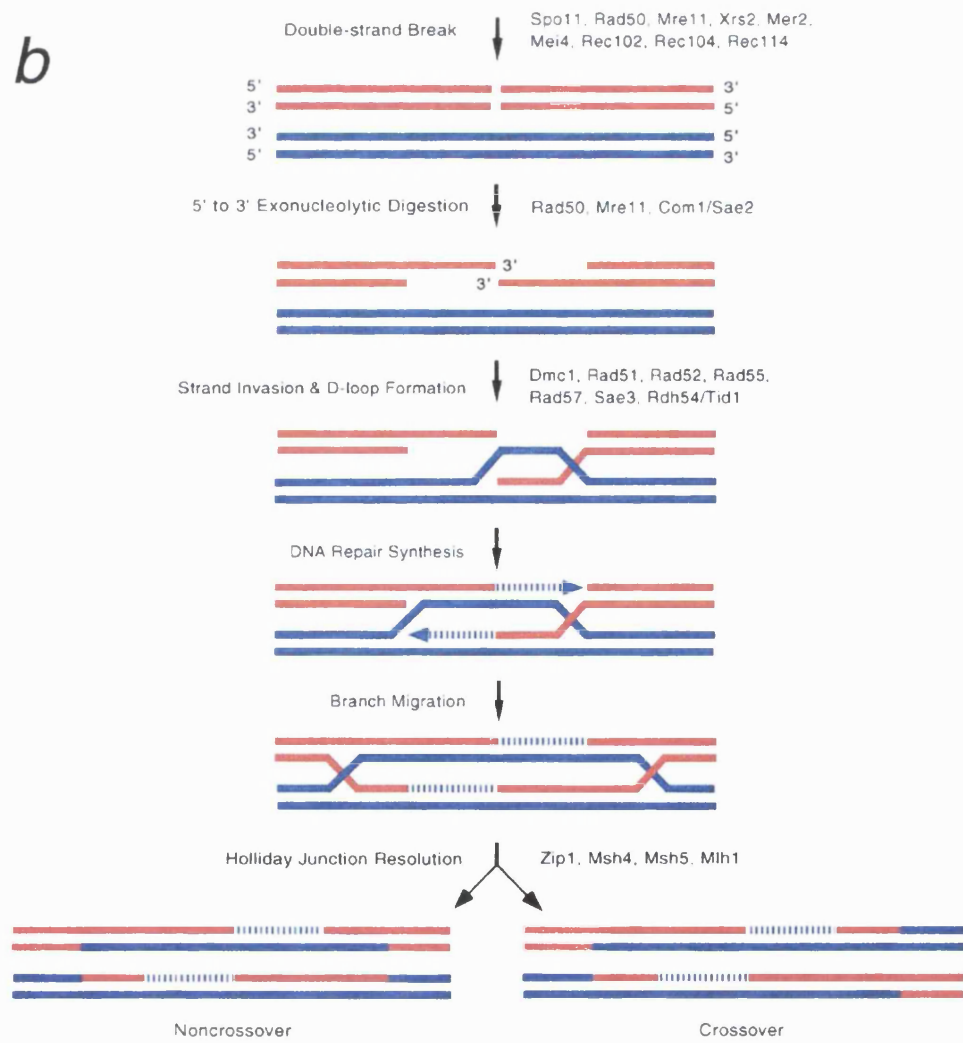 b
Double-strand Break
Spo11, Rad50, Mre11, Xrs2, Mer2,
Mei4, Rec102, Rec104, Rec114
5' 3'
3' 5'
3' 5'
5' 3'
5' to 3' Exonucleolytic Digestion
Rad50, Mre11, Com1/Sae2
3'
3'
Strand Invasion & D-loop Formation
Dmc1, Rad51, Rad52, Rad55,
Rad57, Sae3, Rdh54/Tid1
DNA Repair Synthesis
Branch Migration
Holliday Junction Resolution
Zip1, Msh4, Msh5, Mlh1
Noncrossover
Crossover